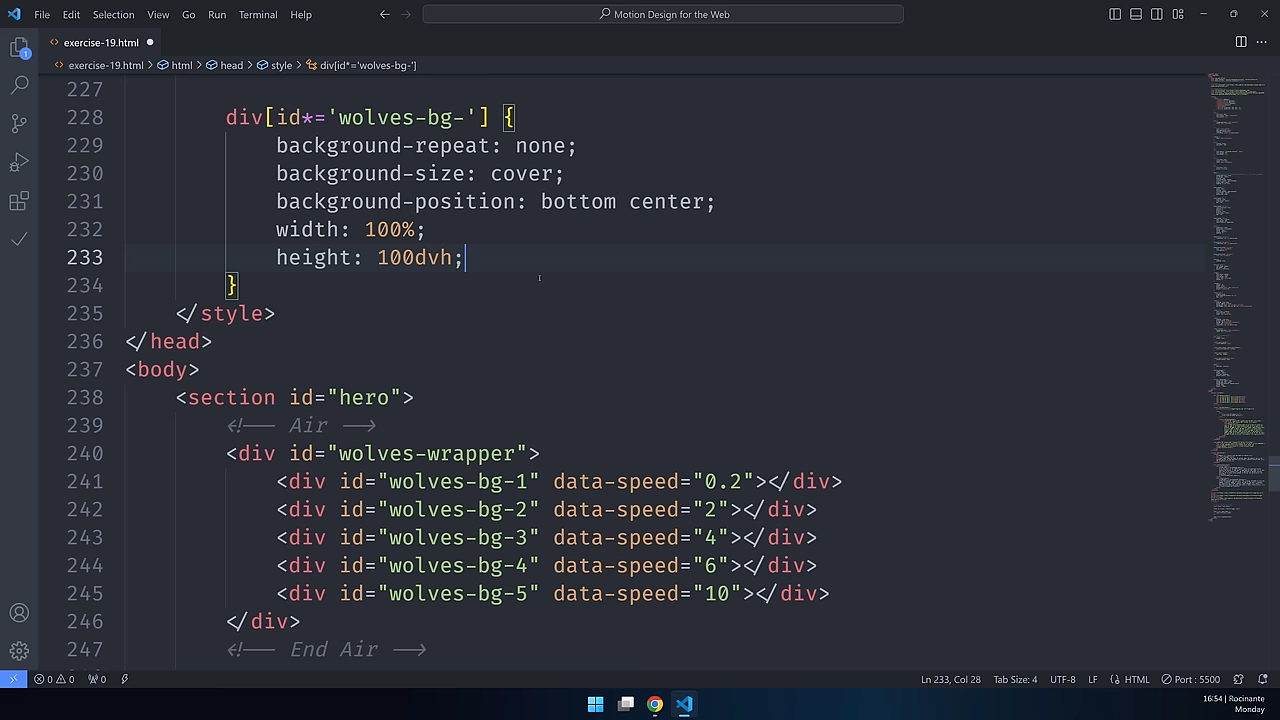 File Edit Selection View Go Run Terminal Help Motion Design for the Web
exercise-19.html
exercise-19.html > html > head > style > div[id*='wolves-bg-']
1
227
228 div[id*='wolves-bg-'] {
229 background-repeat: none;
230 background-size: cover;
231 background-position: bottom center;
232 width: 100%;
233 height: 100dvh;
234 }
235 </style>
236 </head>
237 <body>
238 <section id="hero">
239 <!-- Air -->
240 <div id="wolves-wrapper">
241 <div id="wolves-bg-1" data-speed="0.2"></div>
242 <div id="wolves-bg-2" data-speed="2"></div>
243 <div id="wolves-bg-3" data-speed="4"></div>
244 <div id="wolves-bg-4" data-speed="6"></div>
245 <div id="wolves-bg-5" data-speed="10"></div>
246 </div>
247 <!-- End Air -->
0 0 0 Ln 233, Col 28 Tab Size: 4 UTF-8 LF HTML Port : 5500
16:54 | Rocinante
Monday